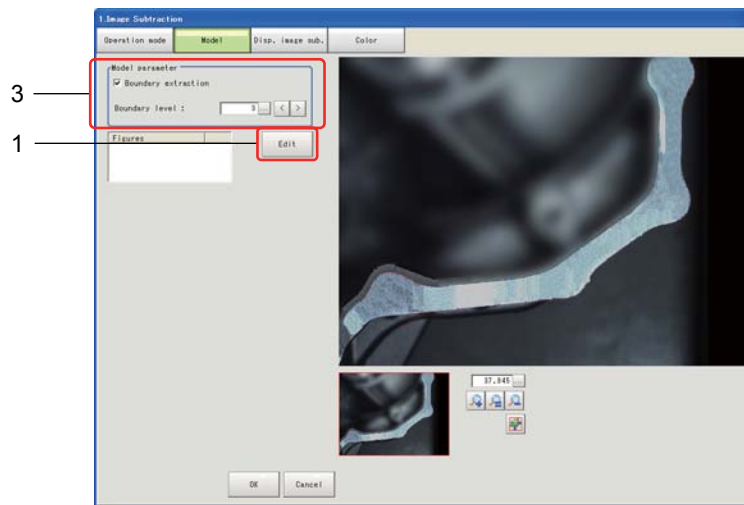 1.Image Subtraction
Operation mode Model Disp. image sub. Color
Model parameter
Boundary extraction
3
Boundary level : 3 ... < >
Figures
1
Edit
37.845 ...
OK Cancel